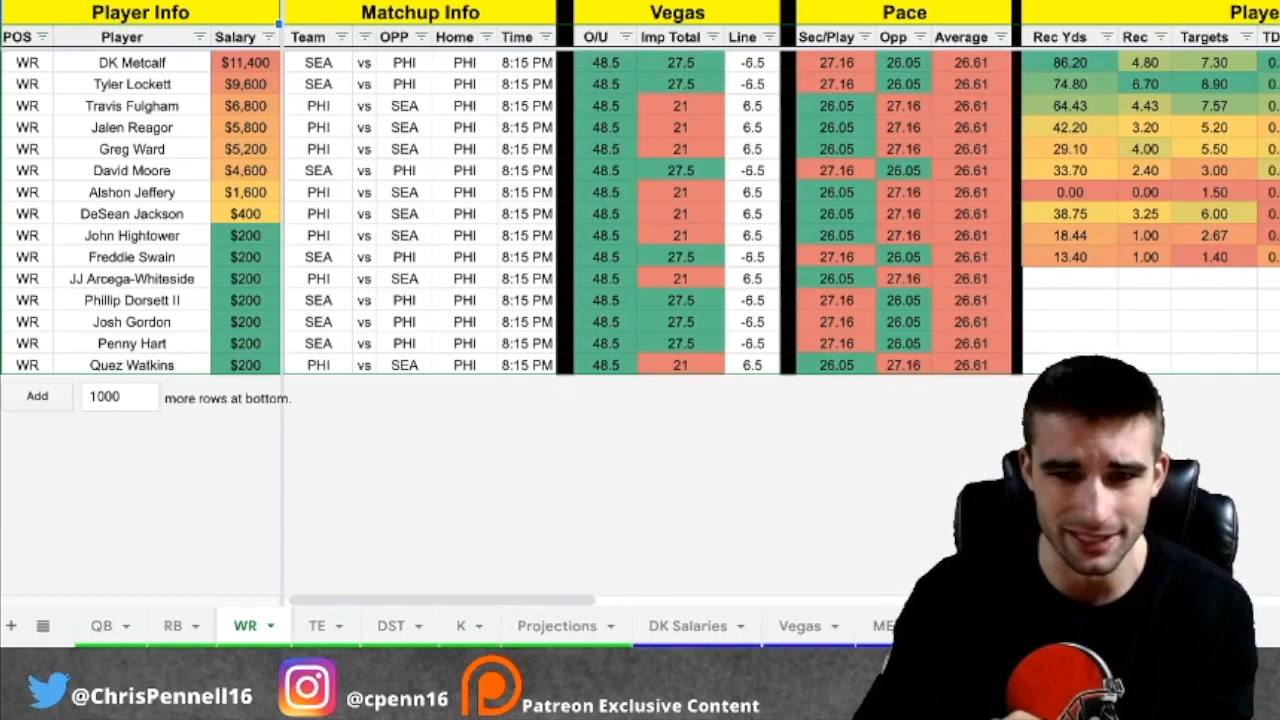 Player Info Matchup Info Vegas Pace Playe
POS Player Salary Team OPP Home Time O/U Imp Total Line Sec/Play Opp Average Rec Yds Rec Targets TD
WR DK Metcalf $11,400 SEA vs PHI PHI 8:15 PM 48.5 27.5 -6.5 27.16 26.05 26.61 86.20 4.80 7.30 0.
WR Tyler Lockett $9,600 SEA vs PHI PHI 8:15 PM 48.5 27.5 -6.5 27.16 26.05 26.61 74.80 6.70 8.90 0.
WR Travis Fulgham $6,800 PHI vs SEA PHI 8:15 PM 48.5 21 6.5 26.05 27.16 26.61 64.43 4.43 7.57 0.
WR Jalen Reagor $5,800 PHI vs SEA PHI 8:15 PM 48.5 21 6.5 26.05 27.16 26.61 42.20 3.20 5.20 0.
WR Greg Ward $5,200 PHI vs SEA PHI 8:15 PM 48.5 21 6.5 26.05 27.16 26.61 29.10 4.00 5.50 0.
WR David Moore $4,600 SEA vs PHI PHI 8:15 PM 48.5 27.5 -6.5 27.16 26.05 26.61 33.70 2.40 3.00 0.
WR Alshon Jeffery $1,600 PHI vs SEA PHI 8:15 PM 48.5 21 6.5 26.05 27.16 26.61 0.00 0.00 1.50 0.
WR DeSean Jackson $400 PHI vs SEA PHI 8:15 PM 48.5 21 6.5 26.05 27.16 26.61 38.75 3.25 6.00 0.
WR John Hightower $200 PHI vs SEA PHI 8:15 PM 48.5 21 6.5 26.05 27.16 26.61 18.44 1.00 2.67 0.
WR Freddie Swain $200 SEA vs PHI PHI 8:15 PM 48.5 27.5 -6.5 27.16 26.05 26.61 13.40 1.00 1.40 0.
WR JJ Arcega-Whiteside $200 PHI vs SEA PHI 8:15 PM 48.5 21 6.5 26.05 27.16 26.61
WR Phillip Dorsett II $200 SEA vs PHI PHI 8:15 PM 48.5 27.5 -6.5 27.16 26.05 26.61
WR Josh Gordon $200 SEA vs PHI PHI 8:15 PM 48.5 27.5 -6.5 27.16 26.05 26.61
WR Penny Hart $200 SEA vs PHI PHI 8:15 PM 48.5 27.5 -6.5 27.16 26.05 26.61
WR Quez Watkins $200 PHI vs SEA PHI 8:15 PM 48.5 21 6.5 26.05 27.16 26.61
Add 1000 more rows at bottom.
+ QB RB WR TE DST K Projections DK Salaries Vegas ME
@ChrisPennell16 @cpenn16 Patreon Exclusive Content